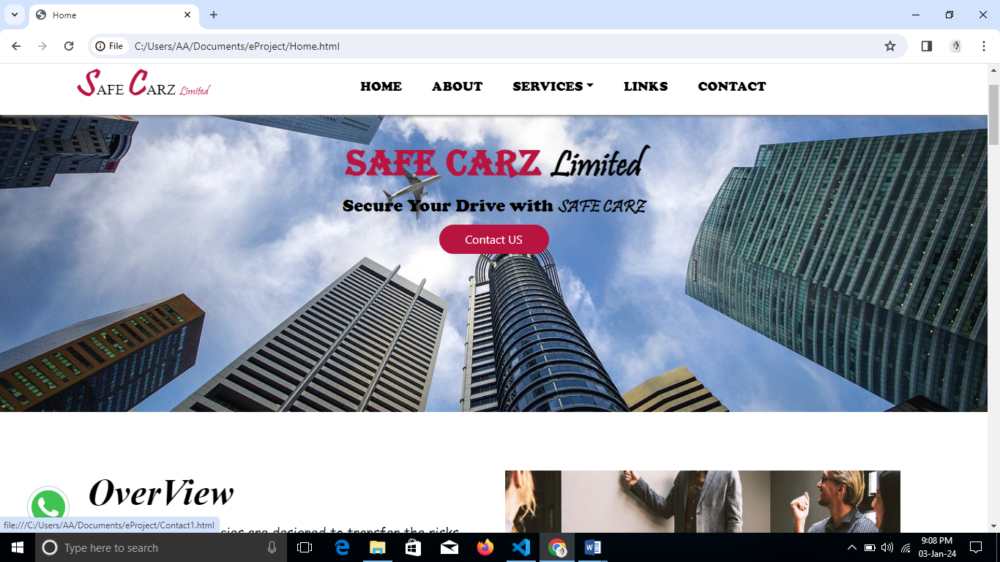 Home
File
C:/Users/AA/Documents/eProject/Home.html
SAFE CARZ Limited
HOME ABOUT SERVICES LINKS CONTACT
SAFE CARZ Limited
Secure Your Drive with SAFE CARZ
Contact US
OverView
file:///C:/Users/AA/Documents/eProject/Contact1.html
are designed to transfer the risks
Type here to search
9:08 PM
03-Jan-24